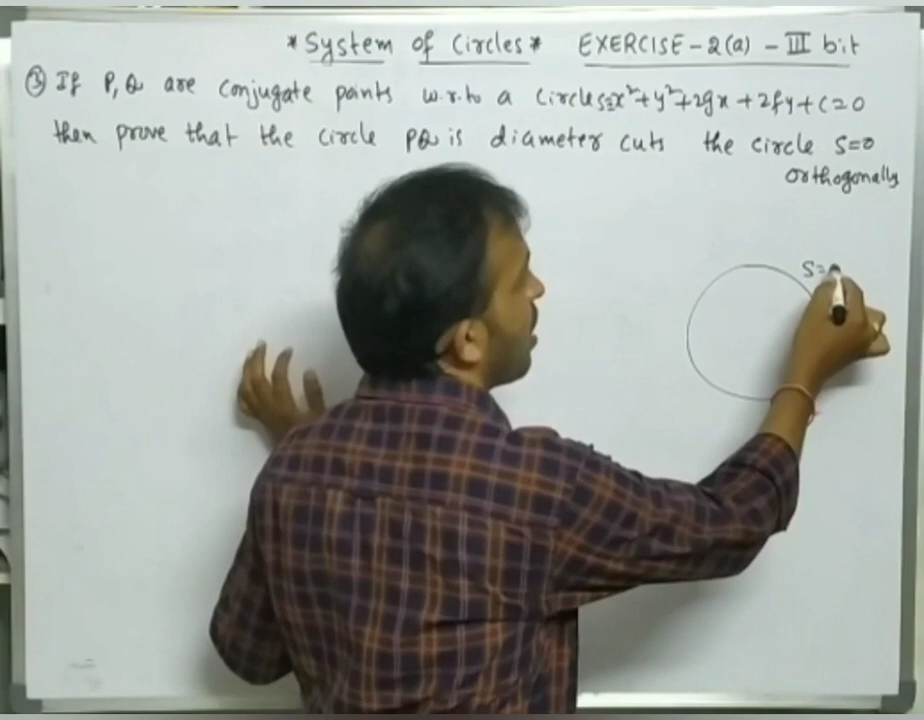 *System of Circles* EXERCISE-2(a) - III bit
③ If P, Q are conjugate points w.r.to a circle S≡x²+y²+2gx+2fy+c=0
then prove that the circle PQ is diameter cuts the circle S=0
orthogonally
S=0